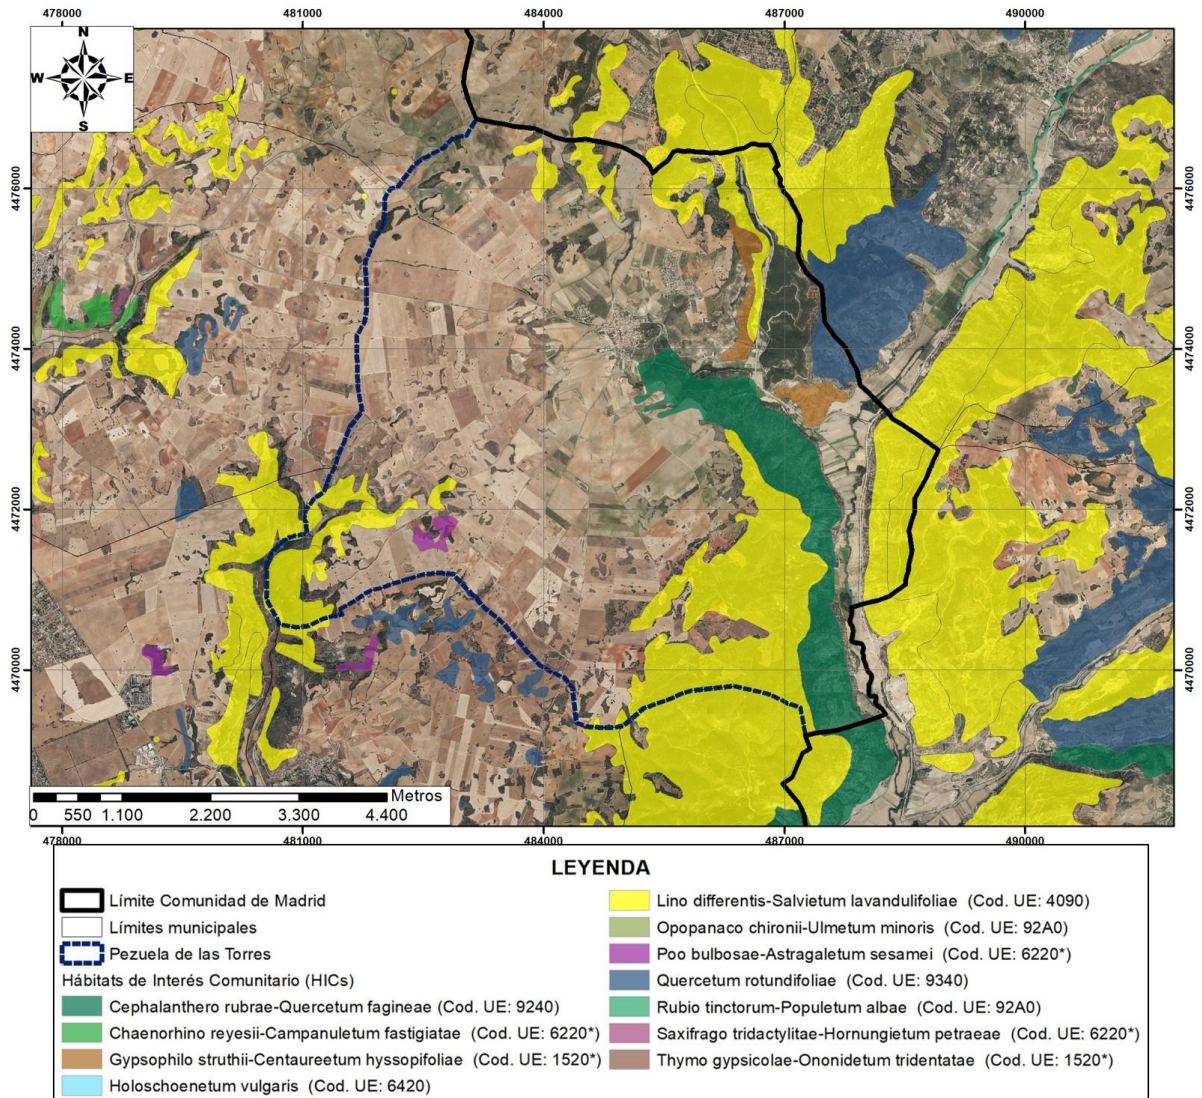 478000 481000 484000 487000 490000
N
W E
S
4476000 4476000
4474000 4474000
4472000 4472000
4470000 4470000
Metros
0 550 1.100 2.200 3.300 4.400
478000 481000 484000 487000 490000
LEYENDA
Límite Comunidad de Madrid
Límites municipales
Pezuela de las Torres
Hábitats de Interés Comunitario (HICs)
Cephalanthero rubrae-Quercetum fagineae (Cod. UE: 9240)
Chaenorhino reyesii-Campanuletum fastigiatae (Cod. UE: 6220*)
Gypsophilo struthii-Centaureetum hyssopifoliae (Cod. UE: 1520*)
Holoschoenetum vulgaris (Cod. UE: 6420)
Lino differentis-Salvietum lavandulifoliae (Cod. UE: 4090)
Opopanaco chironii-Ulmetum minoris (Cod. UE: 92A0)
Poo bulbosae-Astragaletum sesamei (Cod. UE: 6220*)
Quercetum rotundifoliae (Cod. UE: 9340)
Rubio tinctorum-Populetum albae (Cod. UE: 92A0)
Saxifrago tridactylitae-Hornungietum petraeae (Cod. UE: 6220*)
Thymo gypsicolae-Ononidetum tridentatae (Cod. UE: 1520*)